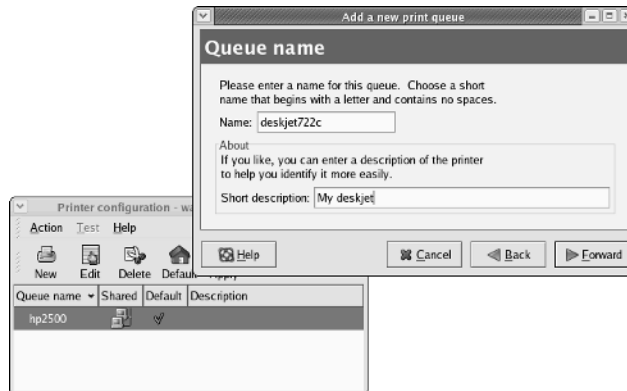 Add a new print queue
Queue name
Please enter a name for this queue. Choose a short
name that begins with a letter and contains no spaces.
Name: deskjet722c
About
If you like, you can enter a description of the printer
to help you identify it more easily.
Short description: My deskjet
Help Cancel Back Forward
Printer configuration - wa
Action Test Help
New Edit Delete Default Apply
Queue name Shared Default Description
hp2500